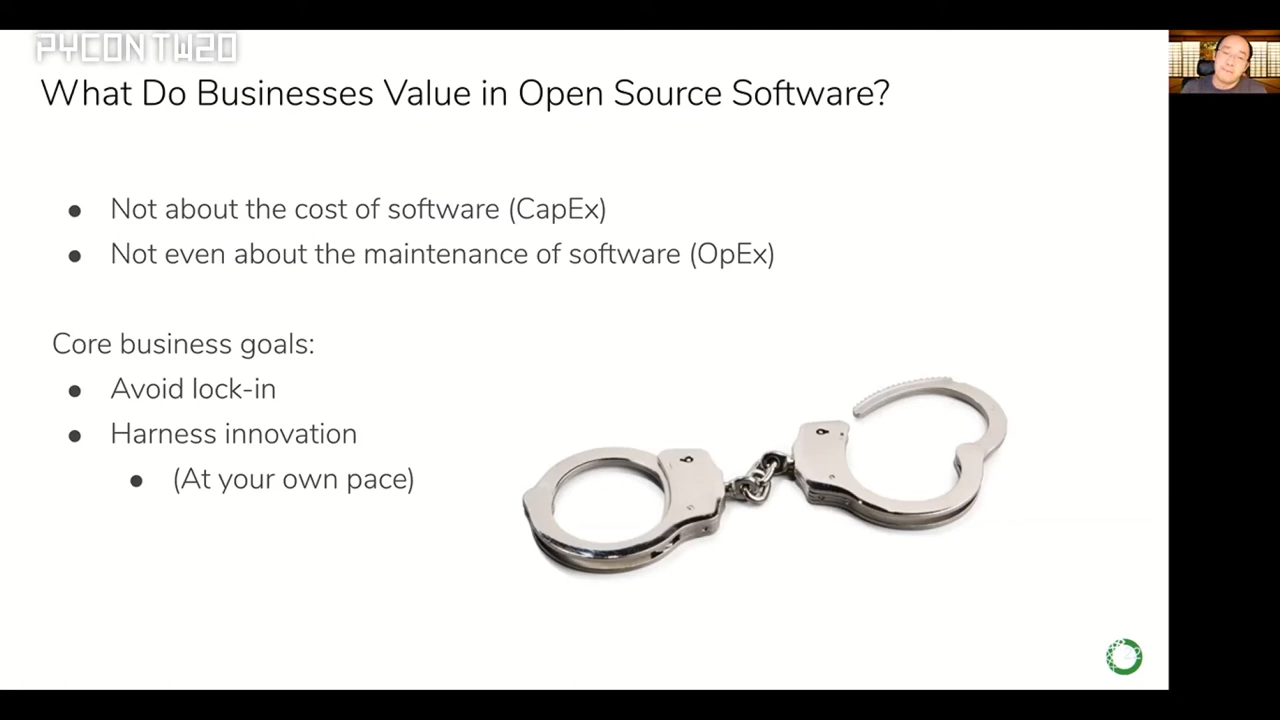 PYCON TW20
What Do Businesses Value in Open Source Software?
● Not about the cost of software (CapEx)
● Not even about the maintenance of software (OpEx)
Core business goals:
● Avoid lock-in
● Harness innovation
● (At your own pace)